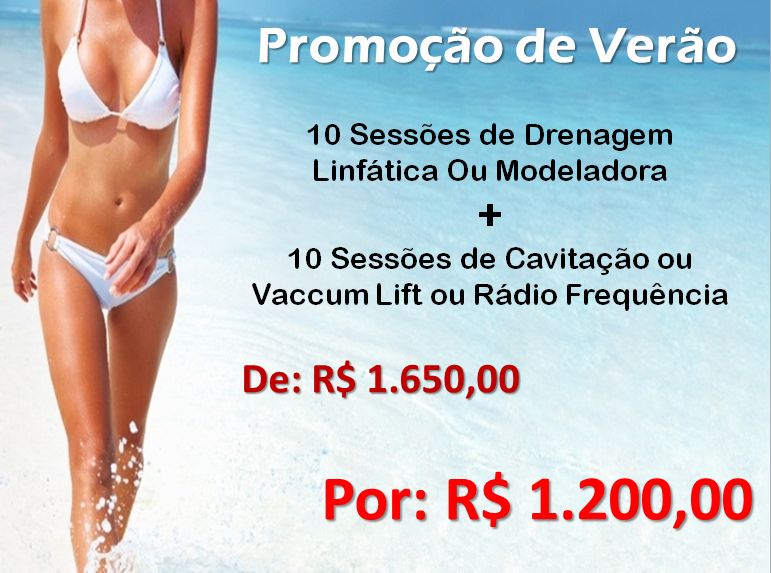 Promoção de Verão
10 Sessões de Drenagem
Linfática Ou Modeladora
+
10 Sessões de Cavitação ou
Vaccum Lift ou Rádio Frequência
De: R$ 1.650,00
Por: R$ 1.200,00